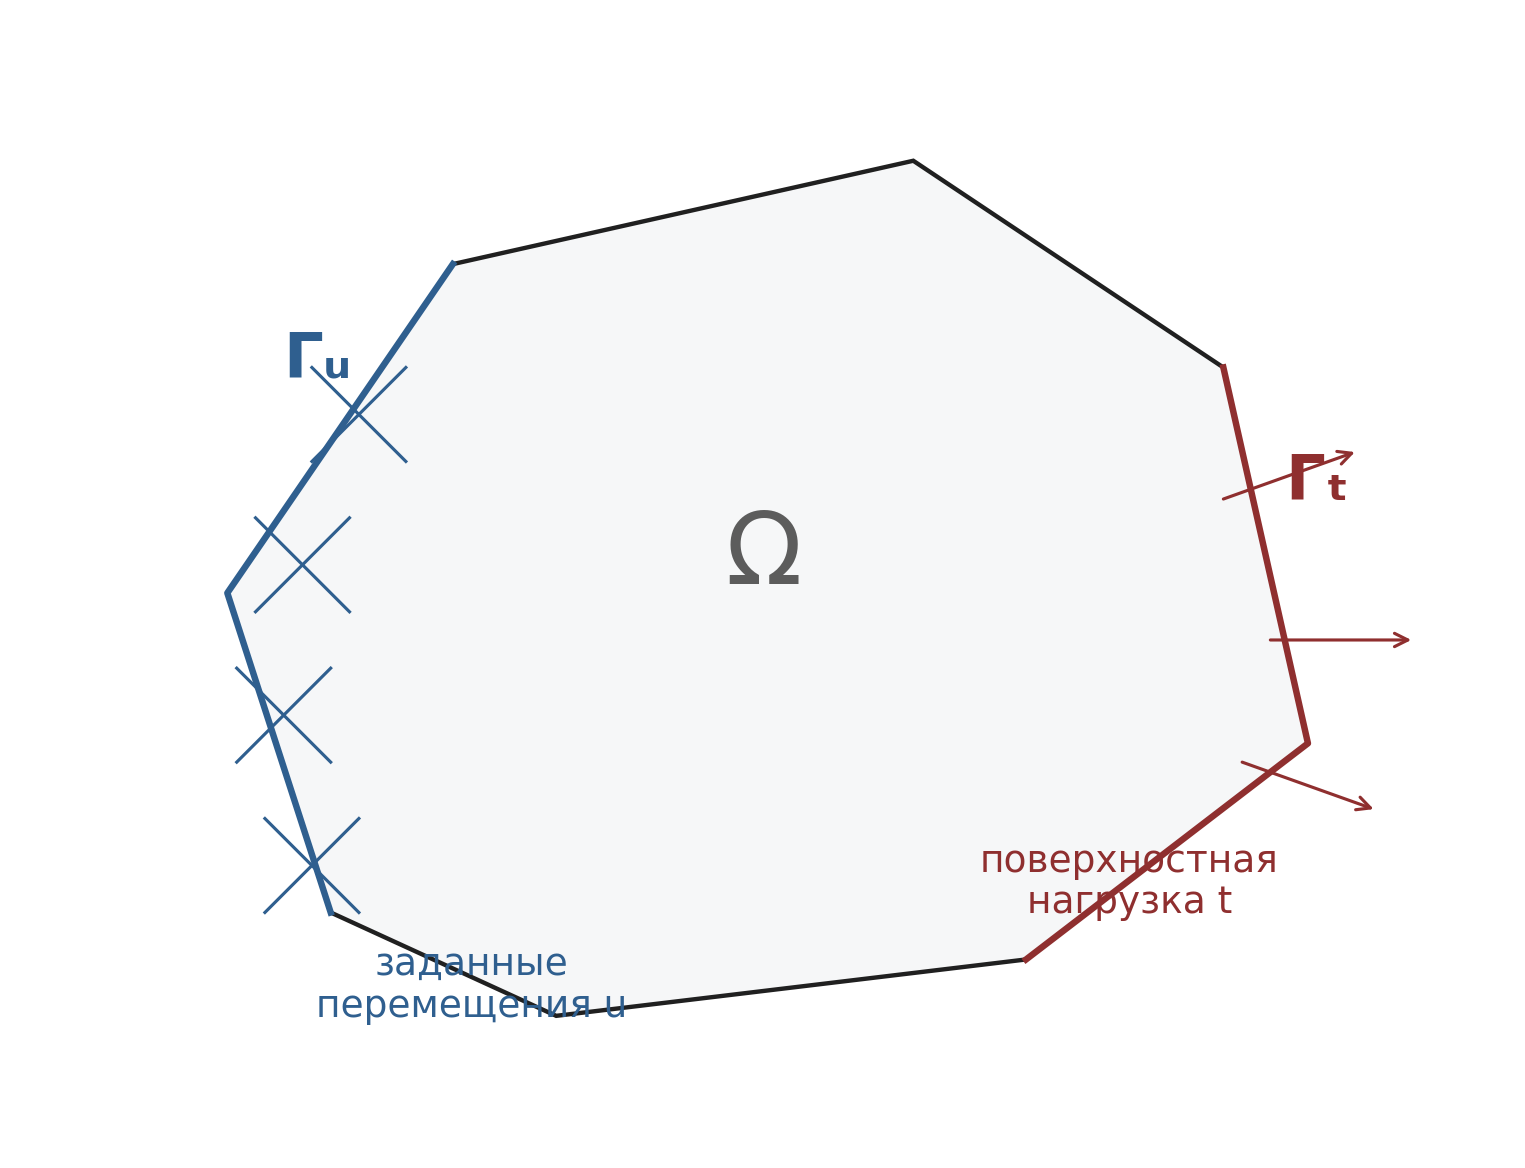 Γu
Γt
Ω
поверхностная
нагрузка t
заданные
перемещения u